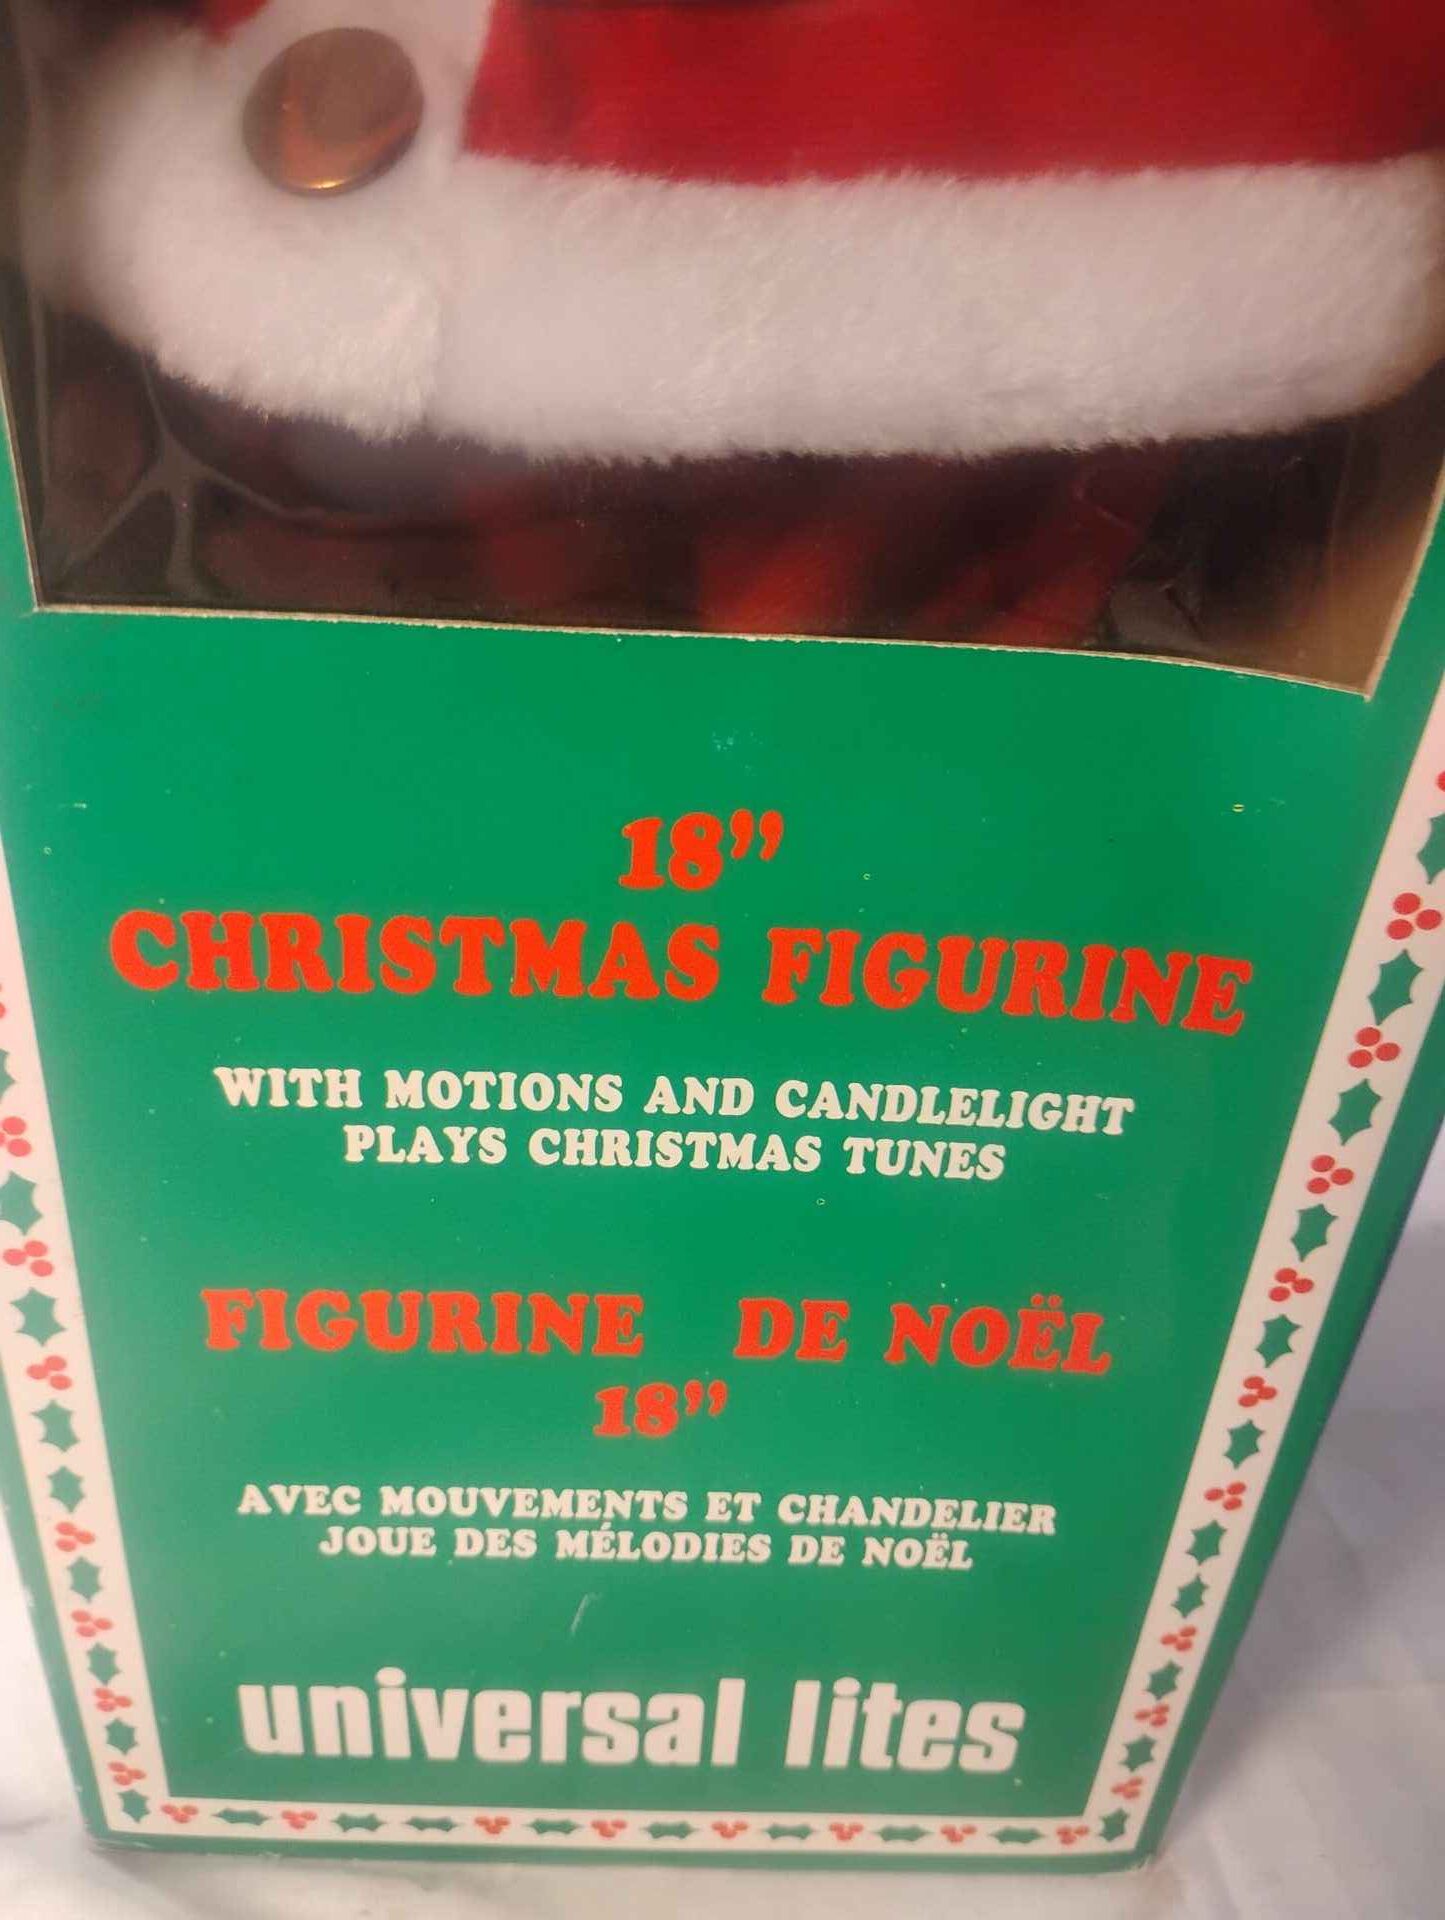 18”
CHRISTMAS FIGURINE
WITH MOTIONS AND CANDLELIGHT
PLAYS CHRISTMAS TUNES
FIGURINE DE NOËL
18”
AVEC MOUVEMENTS ET CHANDELIER
JOUE DES MÉLODIES DE NOËL
universal lites